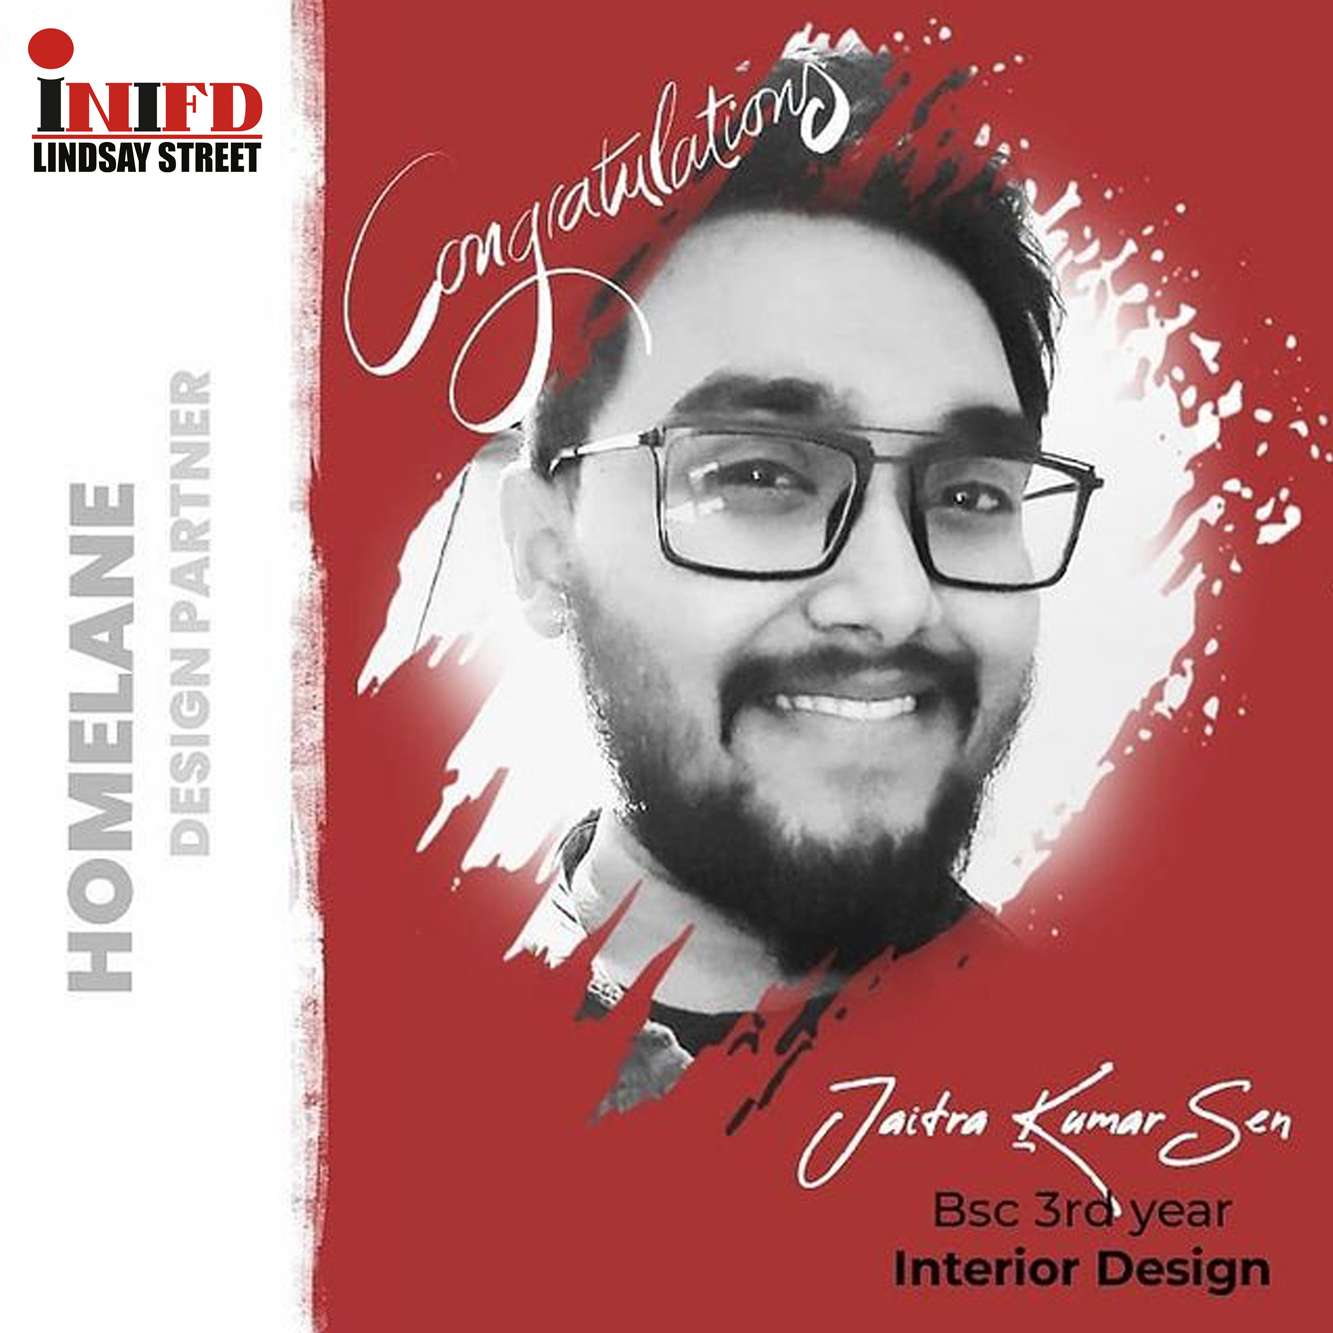 iNIFD
LINDSAY STREET
Congratulations
HOMELANE
DESIGN PARTNER
Jaitra Kumar Sen
Bsc 3rd year
Interior Design